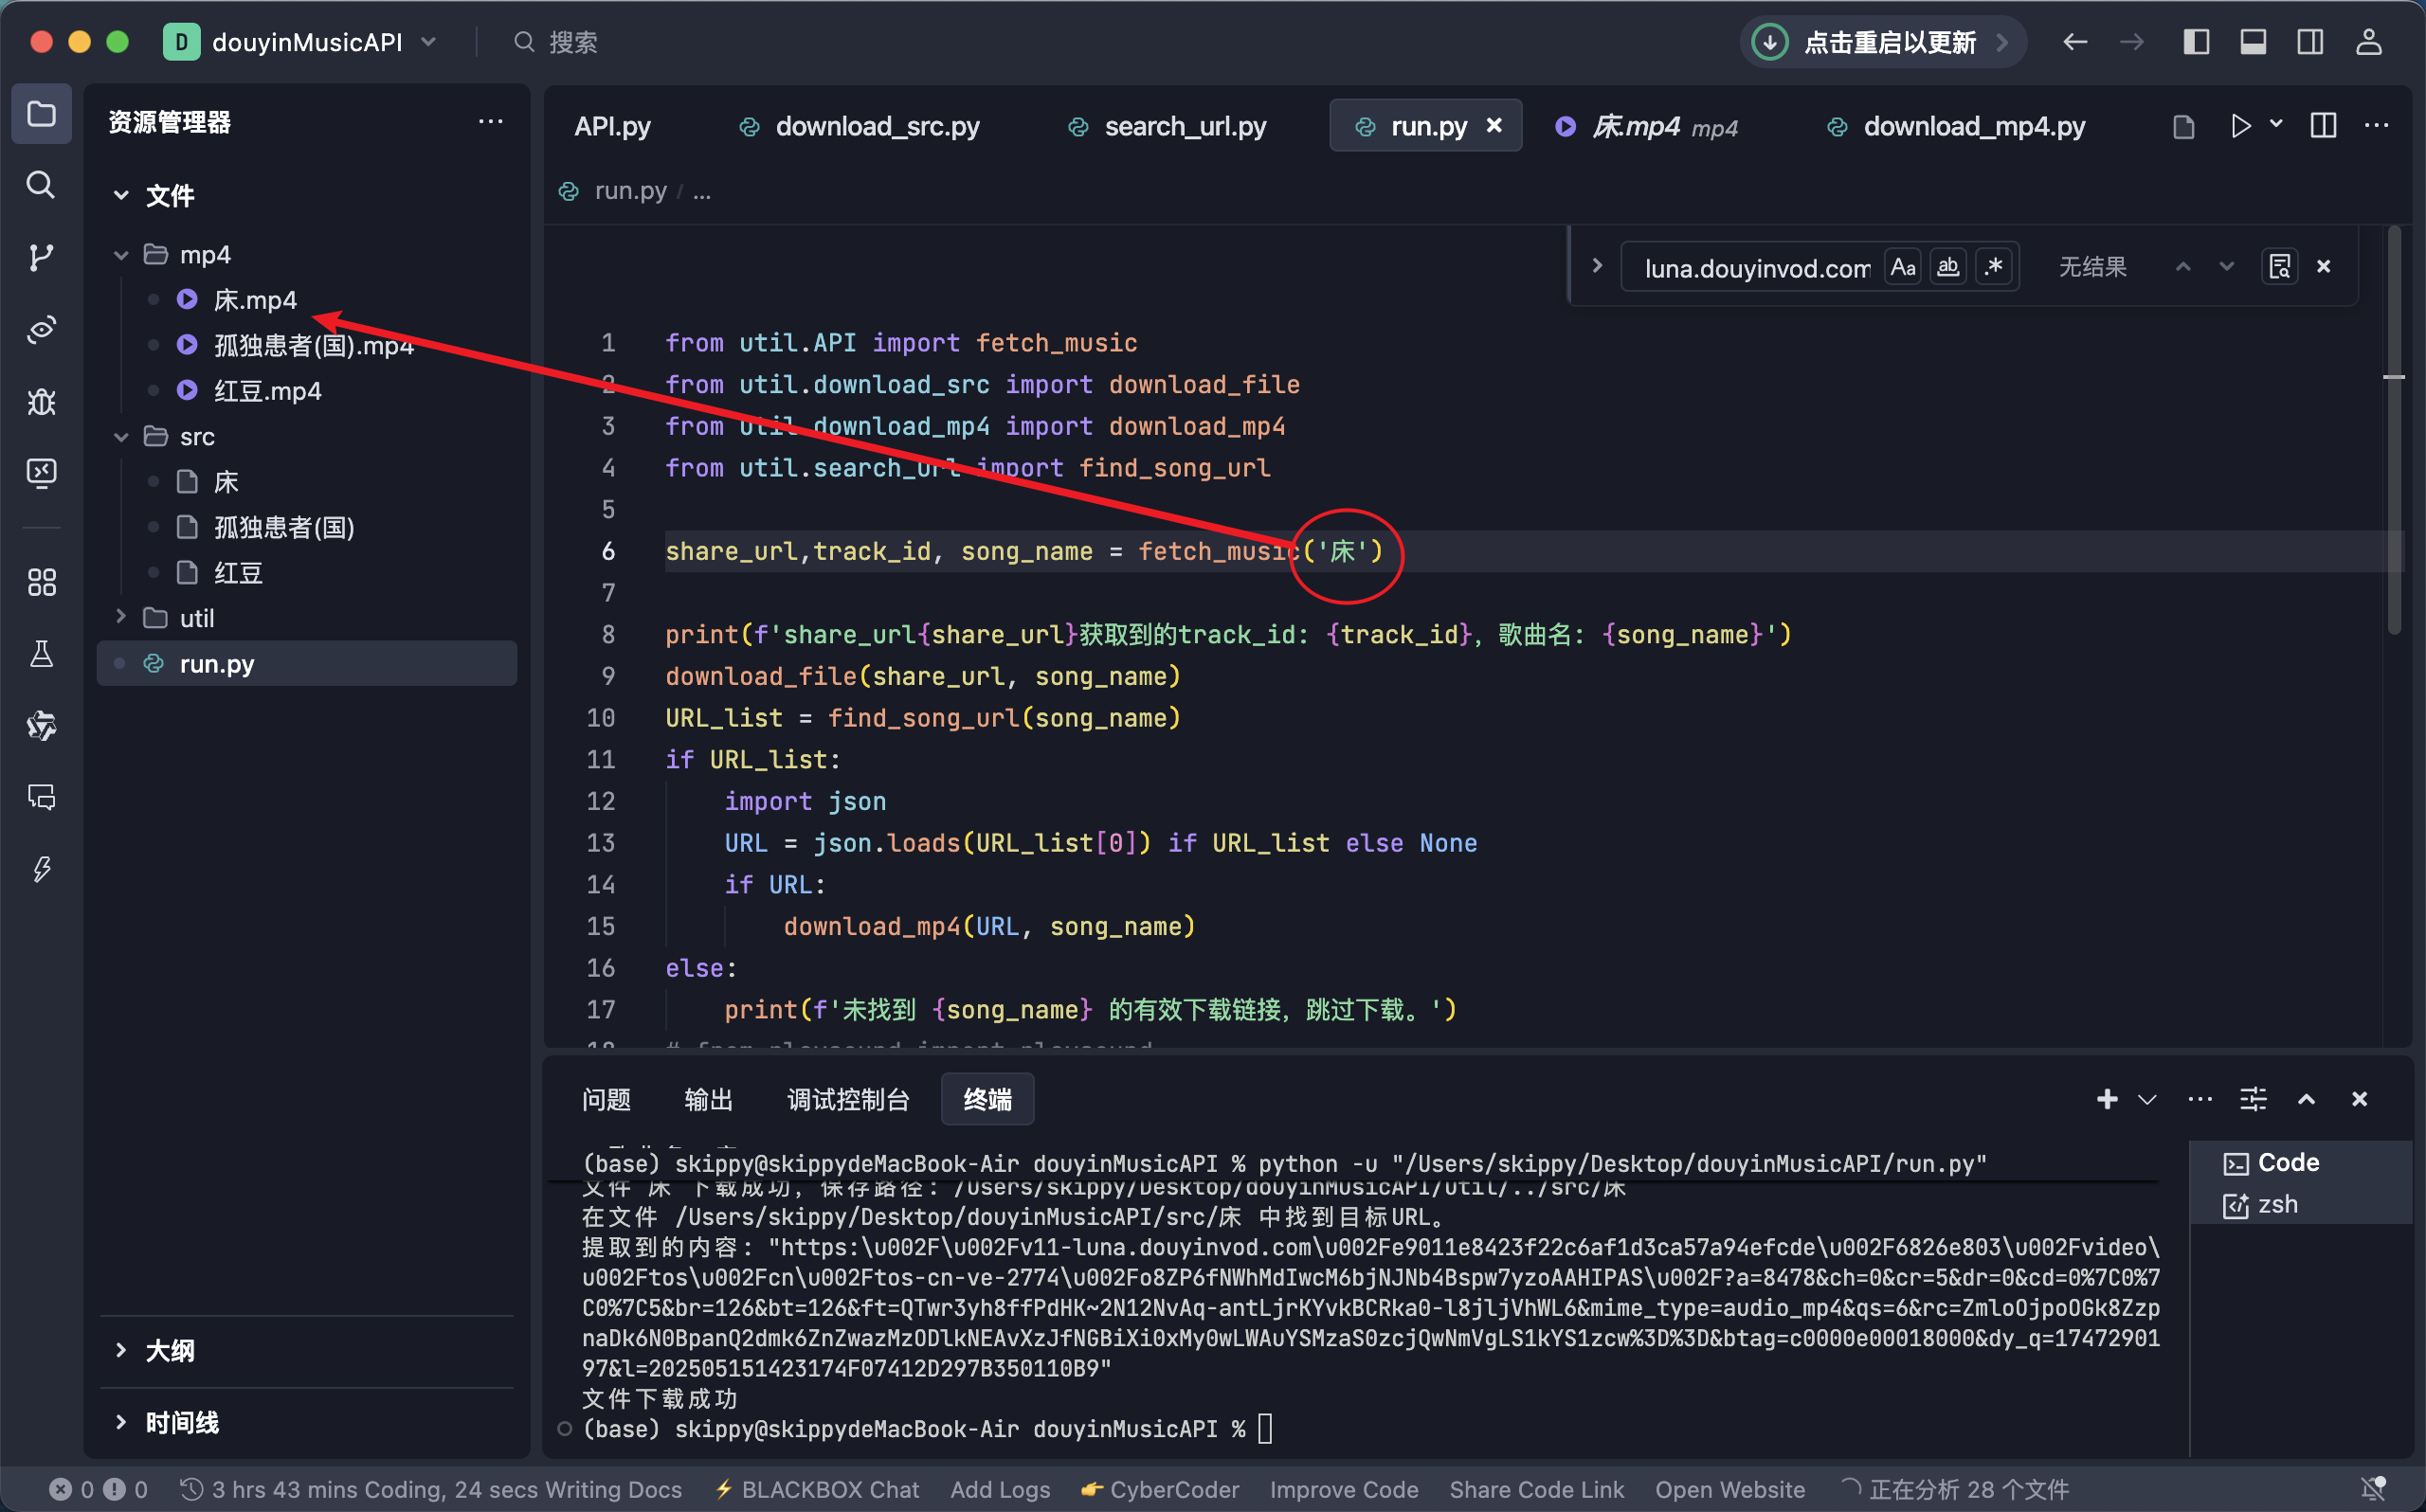 D douyinMusicAPI
搜索
点击重启以更新
资源管理器
文件
mp4
床.mp4
孤独患者(国).mp4
红豆.mp4
src
床
孤独患者(国)
红豆
util
run.py
大纲
时间线
API.py download_src.py search_url.py run.py 床.mp4 mp4 download_mp4.py
run.py / ...
luna.douyinvod.com Aa ab .* 无结果
1 from util.API import fetch_music
2 from util.download_src import download_file
3 from util.download_mp4 import download_mp4
4 from util.search_url import find_song_url
5
6 share_url,track_id, song_name = fetch_music('床')
7
8 print(f'share_url{share_url}获取到的track_id: {track_id}, 歌曲名: {song_name}')
9 download_file(share_url, song_name)
10 URL_list = find_song_url(song_name)
11 if URL_list:
12 import json
13 URL = json.loads(URL_list[0]) if URL_list else None
14 if URL:
15 download_mp4(URL, song_name)
16 else:
17 print(f'未找到 {song_name} 的有效下载链接，跳过下载。')
18 # from playsound import playsound
问题 输出 调试控制台 终端
(base) skippy@skippydeMacBook-Air douyinMusicAPI % python -u "/Users/skippy/Desktop/douyinMusicAPI/run.py"
文件 床 下载成功，保存路径: /Users/skippy/Desktop/douyinMusicAPI/util/../src/床
在文件 /Users/skippy/Desktop/douyinMusicAPI/src/床 中找到目标URL。
提取到的内容: "https:\u002F\u002Fv11-luna.douyinvod.com\u002Fe9011e8423f22c6af1d3ca57a94efcde\u002F6826e803\u002Fvideo\
u002Ftos\u002Fcn\u002Ftos-cn-ve-2774\u002Fo8ZP6fNWhMdIwcM6bjNJNb4Bspw7yzoAAHIPAS\u002F?a=8478&ch=0&cr=5&dr=0&cd=0%7C0%7
C0%7C5&br=126&bt=126&ft=QTwr3yh8ffPdHK~2N12NvAq-antLjrKYvkBCRka0-l8jljVhWL6&mime_type=audio_mp4&qs=6&rc=ZmloOjpoOGk8Zzp
naDk6N0BpanQ2dmk6ZnZwazMzODlkNEAvXzJfNGBiXi0xMy0wLWAuYSMzaS0zcjQwNmVgLS1kYS1zcw%3D%3D&btag=c0000e00018000&dy_q=17472901
97&l=202505151423174F07412D297B350110B9"
文件下载成功
(base) skippy@skippydeMacBook-Air douyinMusicAPI %
Code
zsh
0 0 3 hrs 43 mins Coding, 24 secs Writing Docs BLACKBOX Chat Add Logs CyberCoder Improve Code Share Code Link Open Website 正在分析 28 个文件